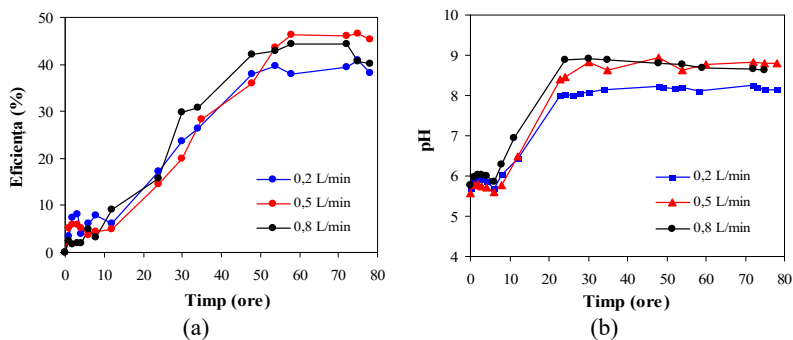 Eficiența (%)
50
40
30
20
10
0
0 10 20 30 40 50 60 70 80
Timp (ore)
0,2 L/min
0,5 L/min
0,8 L/min
(a)
pH
10
9
8
7
6
5
4
0 10 20 30 40 50 60 70 80
Timp (ore)
0,2 L/min
0,5 L/min
0,8 L/min
(b)